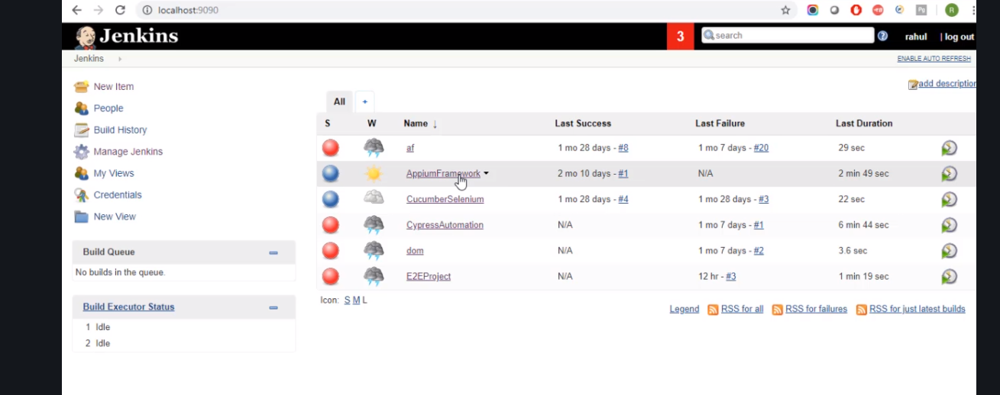 localhost:9090
Jenkins
3
search
rahul | log out
Jenkins
ENABLE AUTO REFRESH
New Item
People
Build History
Manage Jenkins
My Views
Credentials
New View
Build Queue
No builds in the queue.
Build Executor Status
1 Idle
2 Idle
add description
All +
S W Name ↓ Last Success Last Failure Last Duration
af 1 mo 28 days - #8 1 mo 7 days - #20 29 sec
AppiumFramework 2 mo 10 days - #1 N/A 2 min 49 sec
CucumberSelenium 1 mo 28 days - #4 1 mo 28 days - #3 22 sec
CypressAutomation N/A 1 mo 7 days - #1 6 min 44 sec
dom N/A 1 mo 7 days - #2 3.6 sec
E2EProject N/A 12 hr - #3 1 min 19 sec
Icon: S M L
Legend RSS for all RSS for failures RSS for just latest builds